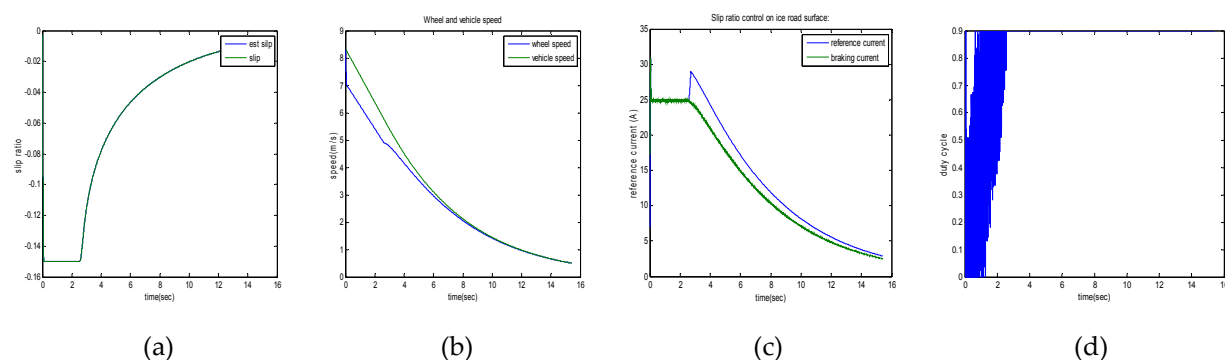 Wheel and vehicle speed
Slip ratio control on ice road surface:
0
-0.02
-0.04
-0.06
-0.08
-0.1
-0.12
-0.14
-0.16
slip ratio
est silp
slip
0 2 4 6 8 10 12 14 16
time(sec)
(a)
9
8
7
6
5
4
3
2
1
0
speed(m/s)
wheel speed
vehicle speed
0 2 4 6 8 10 12 14 16
time(sec)
(b)
35
30
25
20
15
10
5
0
reference current (A)
reference current
braking current
0 2 4 6 8 10 12 14 16
time(sec)
(c)
0.9
0.8
0.7
0.6
0.5
0.4
0.3
0.2
0.1
0
duty cycle
0 2 4 6 8 10 12 14 16
time(sec)
(d)